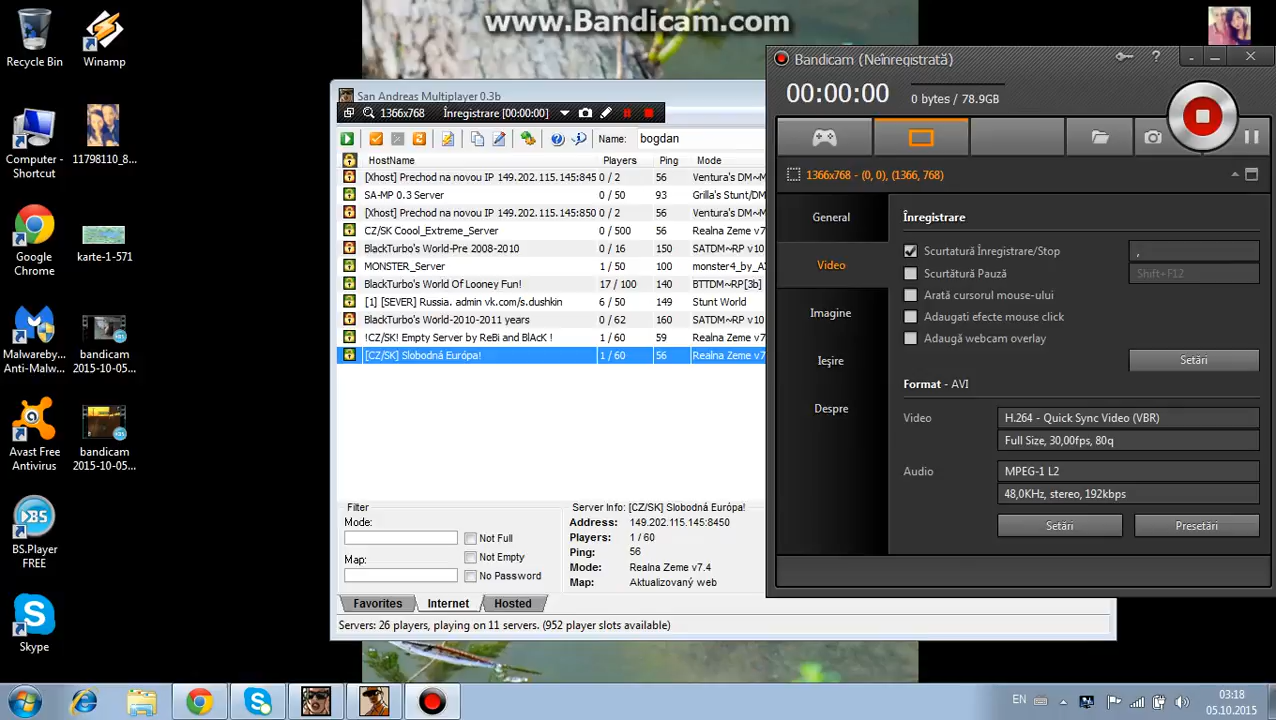 www.Bandicam.com
Recycle Bin
Winamp
Computer - Shortcut
11798110_8...
Google Chrome
karte-1-571
Malwareby... Anti-Malw...
bandicam 2015-10-05...
Avast Free Antivirus
bandicam 2015-10-05...
BS.Player FREE
Skype
San Andreas Multiplayer 0.3b
1366x768 Înregistrare [00:00:00]
Name: bogdan
HostName Players Ping Mode
[Xhost] Prechod na novou IP 149.202.115.145:845 0 / 2 56 Ventura's DM~M
SA-MP 0.3 Server 0 / 50 93 Grilla's Stunt/DM
[Xhost] Prechod na novou IP 149.202.115.145:850 0 / 2 56 Ventura's DM~M
CZ/SK Coool_Extreme_Server 0 / 500 56 Realna Zeme v7
BlackTurbo's World-Pre 2008-2010 0 / 16 150 SATDM~RP v10
MONSTER_Server 1 / 50 100 monster4_by_A
BlackTurbo's World Of Looney Fun! 17 / 100 140 BTTDM~RP[3b]
[1] [SEVER] Russia. admin vk.com/s.dushkin 6 / 50 149 Stunt World
BlackTurbo's World-2010-2011 years 0 / 62 160 SATDM~RP v10
!CZ/SK! Empty Server by ReBi and BlAcK ! 1 / 60 59 Realna Zeme v7
[CZ/SK] Slobodná Európa! 1 / 60 56 Realna Zeme v7
Filter
Mode:
Not Full
Not Empty
Map:
No Password
Server Info: [CZ/SK] Slobodná Európa!
Address: 149.202.115.145:8450
Players: 1 / 60
Ping: 56
Mode: Realna Zeme v7.4
Map: Aktualizovaný web
Favorites Internet Hosted
Servers: 26 players, playing on 11 servers. (952 player slots available)
Bandicam (Neînregistrată)
00:00:00
0 bytes / 78.9GB
1366x768 - (0, 0), (1366, 768)
General
Video
Imagine
Ieșire
Despre
Înregistrare
Scurtatură Înregistrare/Stop ,
Scurtătură Pauză Shift+F12
Arată cursorul mouse-ului
Adaugati efecte mouse click
Adaugă webcam overlay
Setări
Format - AVI
Video H.264 - Quick Sync Video (VBR)
Full Size, 30,00fps, 80q
Audio MPEG-1 L2
48,0KHz, stereo, 192kbps
Setări Presetări
EN
03:18
05.10.2015